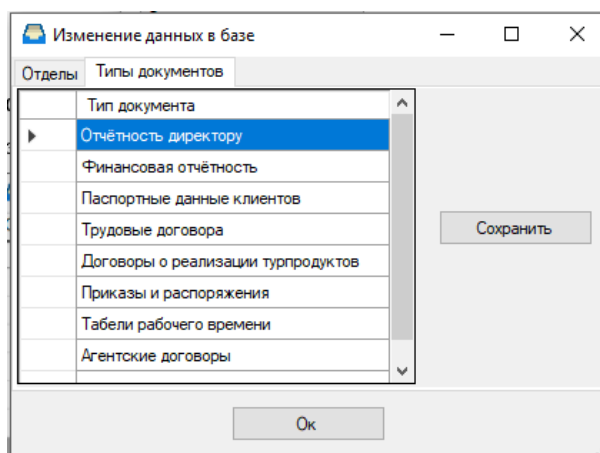 Изменение данных в базе
Отделы Типы документов
Тип документа
Отчётность директору
Финансовая отчётность
Паспортные данные клиентов
Трудовые договора
Сохранить
Договоры о реализации турпродуктов
Приказы и распоряжения
Табели рабочего времени
Агентские договоры
Ок